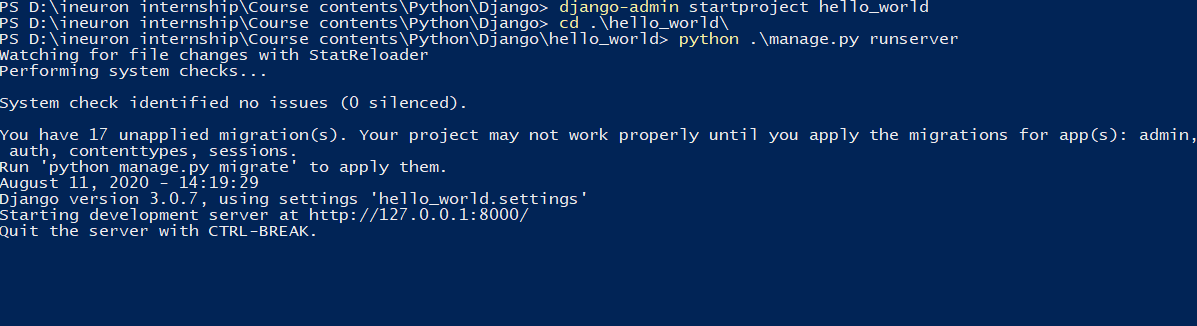 PS D:\ineuron internship\Course contents\Python\Django> django-admin startproject hello_world
PS D:\ineuron internship\Course contents\Python\Django> cd .\hello_world\
PS D:\ineuron internship\Course contents\Python\Django\hello_world> python .\manage.py runserver
Watching for file changes with StatReloader
Performing system checks...
System check identified no issues (0 silenced).
You have 17 unapplied migration(s). Your project may not work properly until you apply the migrations for app(s): admin,
auth, contenttypes, sessions.
Run 'python manage.py migrate' to apply them.
August 11, 2020 - 14:19:29
Django version 3.0.7, using settings 'hello_world.settings'
Starting development server at http://127.0.0.1:8000/
Quit the server with CTRL-BREAK.